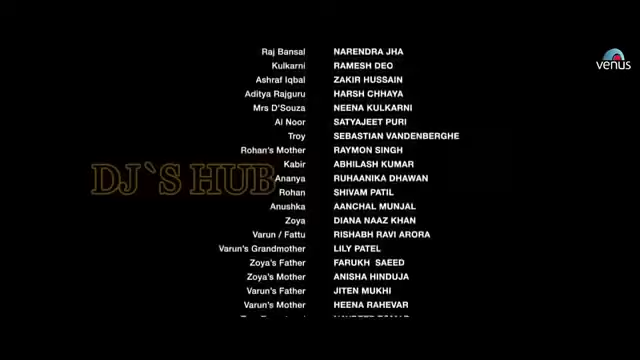 venus
Raj Bansal NARENDRA JHA
Kulkarni RAMESH DEO
Ashraf Iqbal ZAKIR HUSSAIN
Aditya Rajguru HARSH CHHAYA
Mrs D'Souza NEENA KULKARNI
Al Noor SATYAJEET PURI
Troy SEBASTIAN VANDENBERGHE
Rohan's Mother RAYMON SINGH
Kabir ABHILASH KUMAR
DJ`S HUB
Ananya RUHAANIKA DHAWAN
Rohan SHIVAM PATIL
Anushka AANCHAL MUNJAL
Zoya DIANA NAAZ KHAN
Varun / Fattu RISHABH RAVI ARORA
Varun's Grandmother LILY PATEL
Zoya's Father FARUKH SAEED
Zoya's Mother ANISHA HINDUJA
Varun's Father JITEN MUKHI
Varun's Mother HEENA RAHEVAR